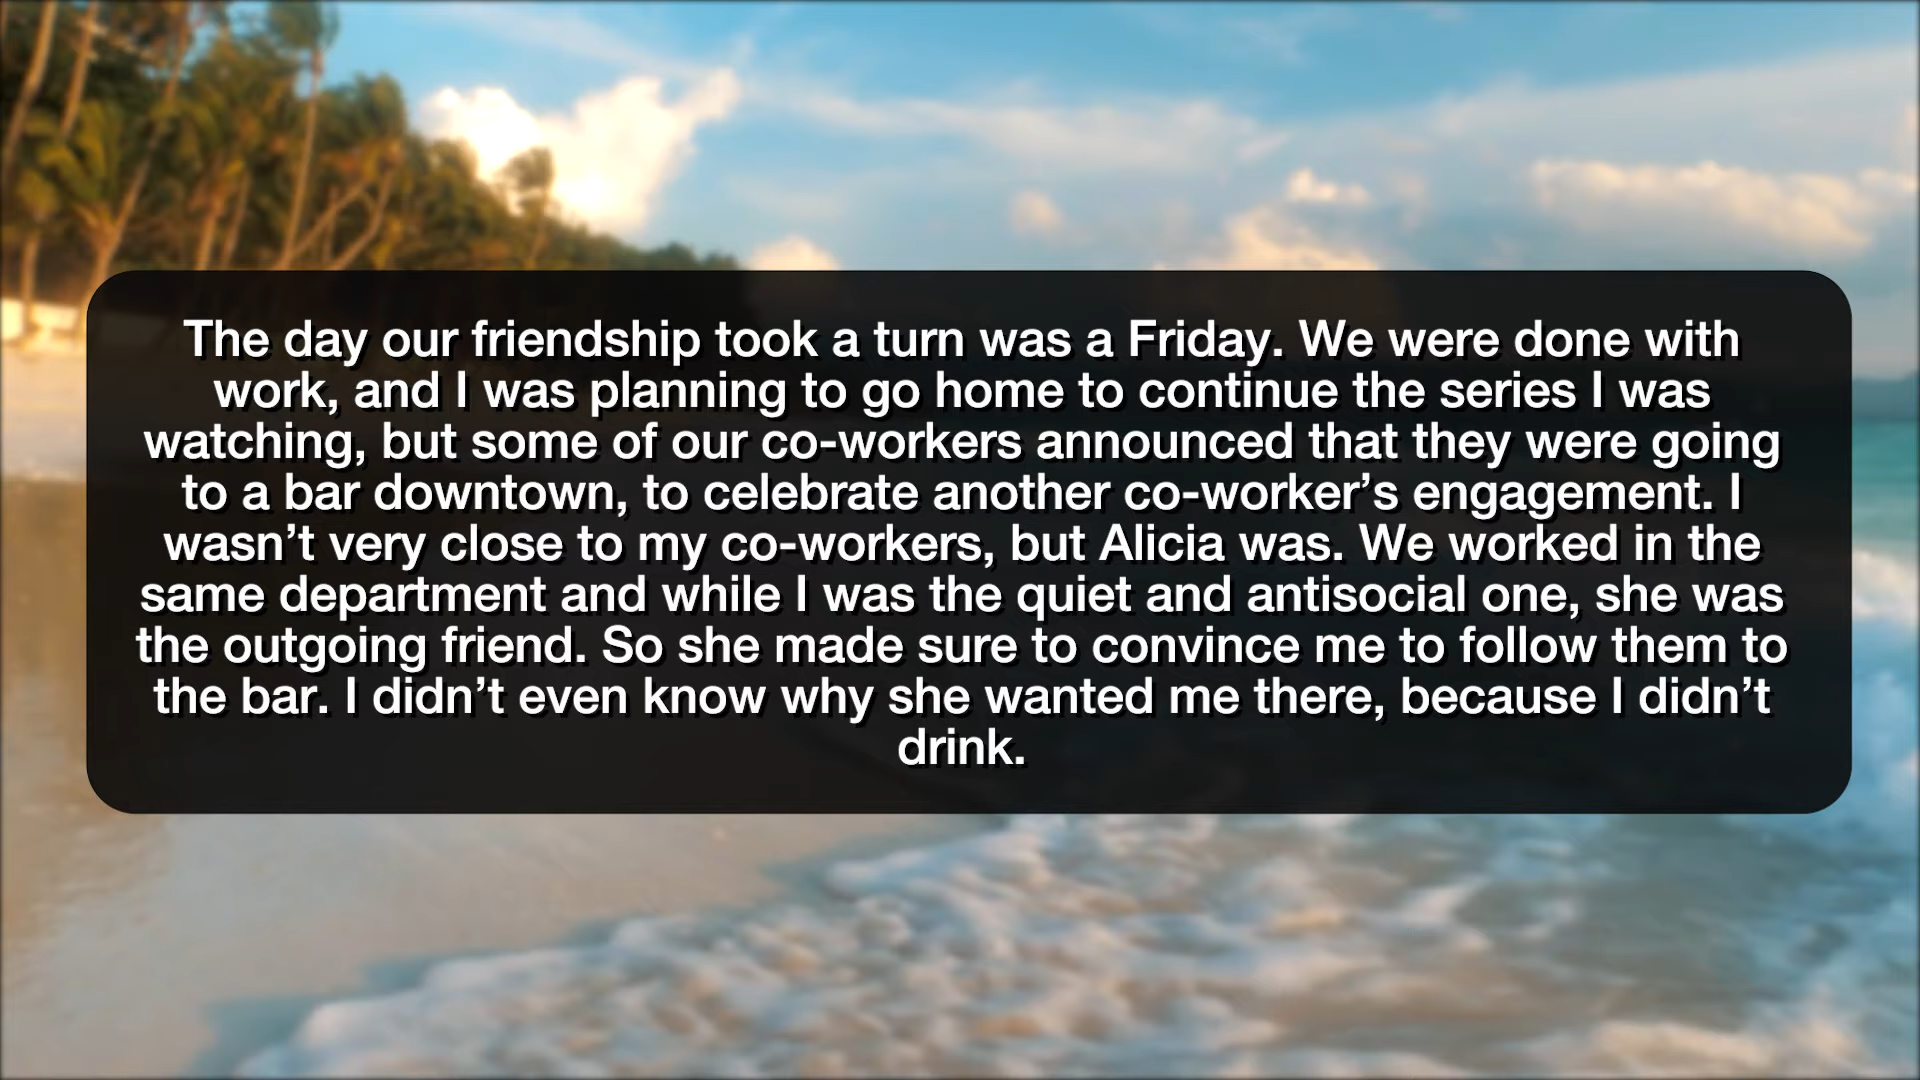 The day our friendship took a turn was a Friday. We were done with
work, and I was planning to go home to continue the series I was
watching, but some of our co-workers announced that they were going
to a bar downtown, to celebrate another co-worker’s engagement. I
wasn’t very close to my co-workers, but Alicia was. We worked in the
same department and while I was the quiet and antisocial one, she was
the outgoing friend. So she made sure to convince me to follow them to
the bar. I didn’t even know why she wanted me there, because I didn’t
drink.